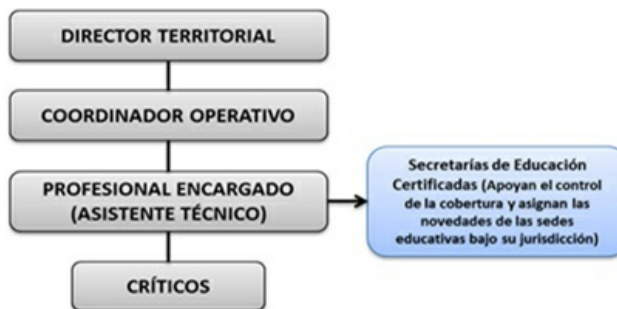 DIRECTOR TERRITORIAL
COORDINADOR OPERATIVO
PROFESIONAL ENCARGADO
(ASISTENTE TÉCNICO)
Secretarías de Educación
Certificadas (Apoyan el control
de la cobertura y asignan las
novedades de las sedes
educativas bajo su jurisdicción)
CRÍTICOS